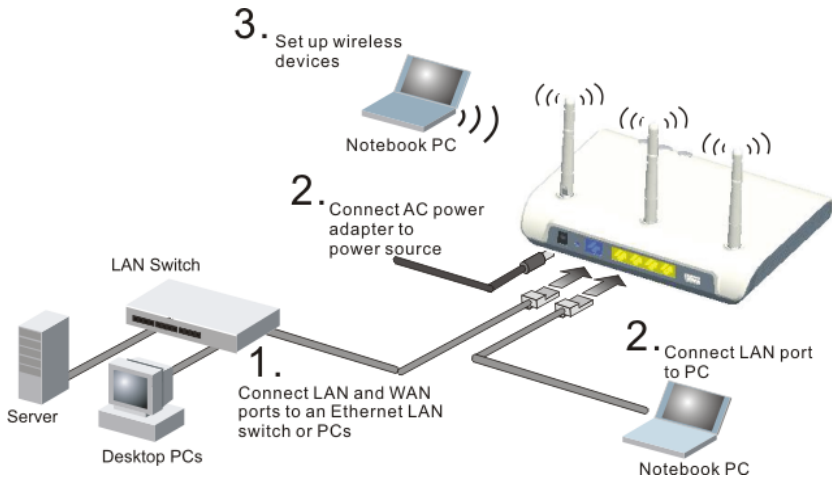 3. Set up wireless
devices
Notebook PC
2. Connect AC power
adapter to
power source
LAN Switch
Server
Desktop PCs
1.
Connect LAN and WAN
ports to an Ethernet LAN
switch or PCs
2. Connect LAN port
to PC
Notebook PC